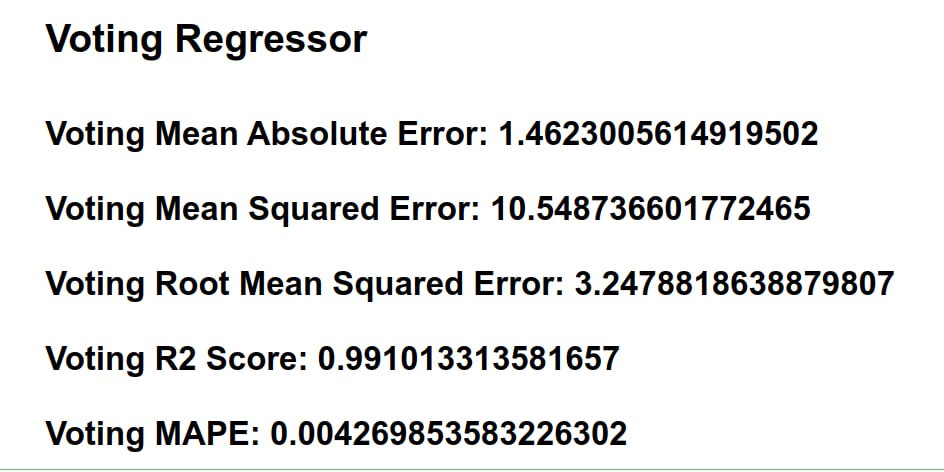 Voting Regressor
Voting Mean Absolute Error: 1.4623005614919502
Voting Mean Squared Error: 10.548736601772465
Voting Root Mean Squared Error: 3.2478818638879807
Voting R2 Score: 0.991013313581657
Voting MAPE: 0.004269853583226302